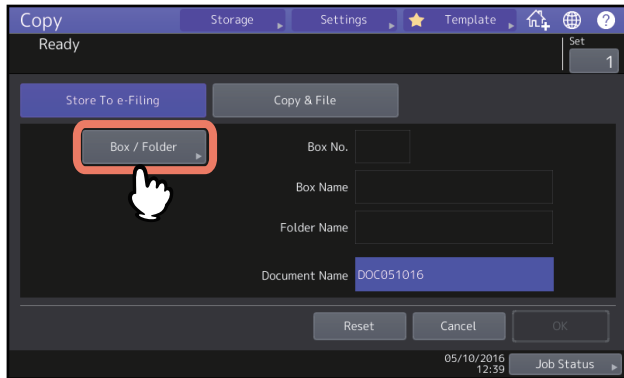 Copy
Storage
Settings
Template
?
Ready
Set
1
Store To e-Filing
Copy & File
Box / Folder
Box No.
Box Name
Folder Name
Document Name
DOC051016
Reset
Cancel
OK
05/10/2016
12:39
Job Status